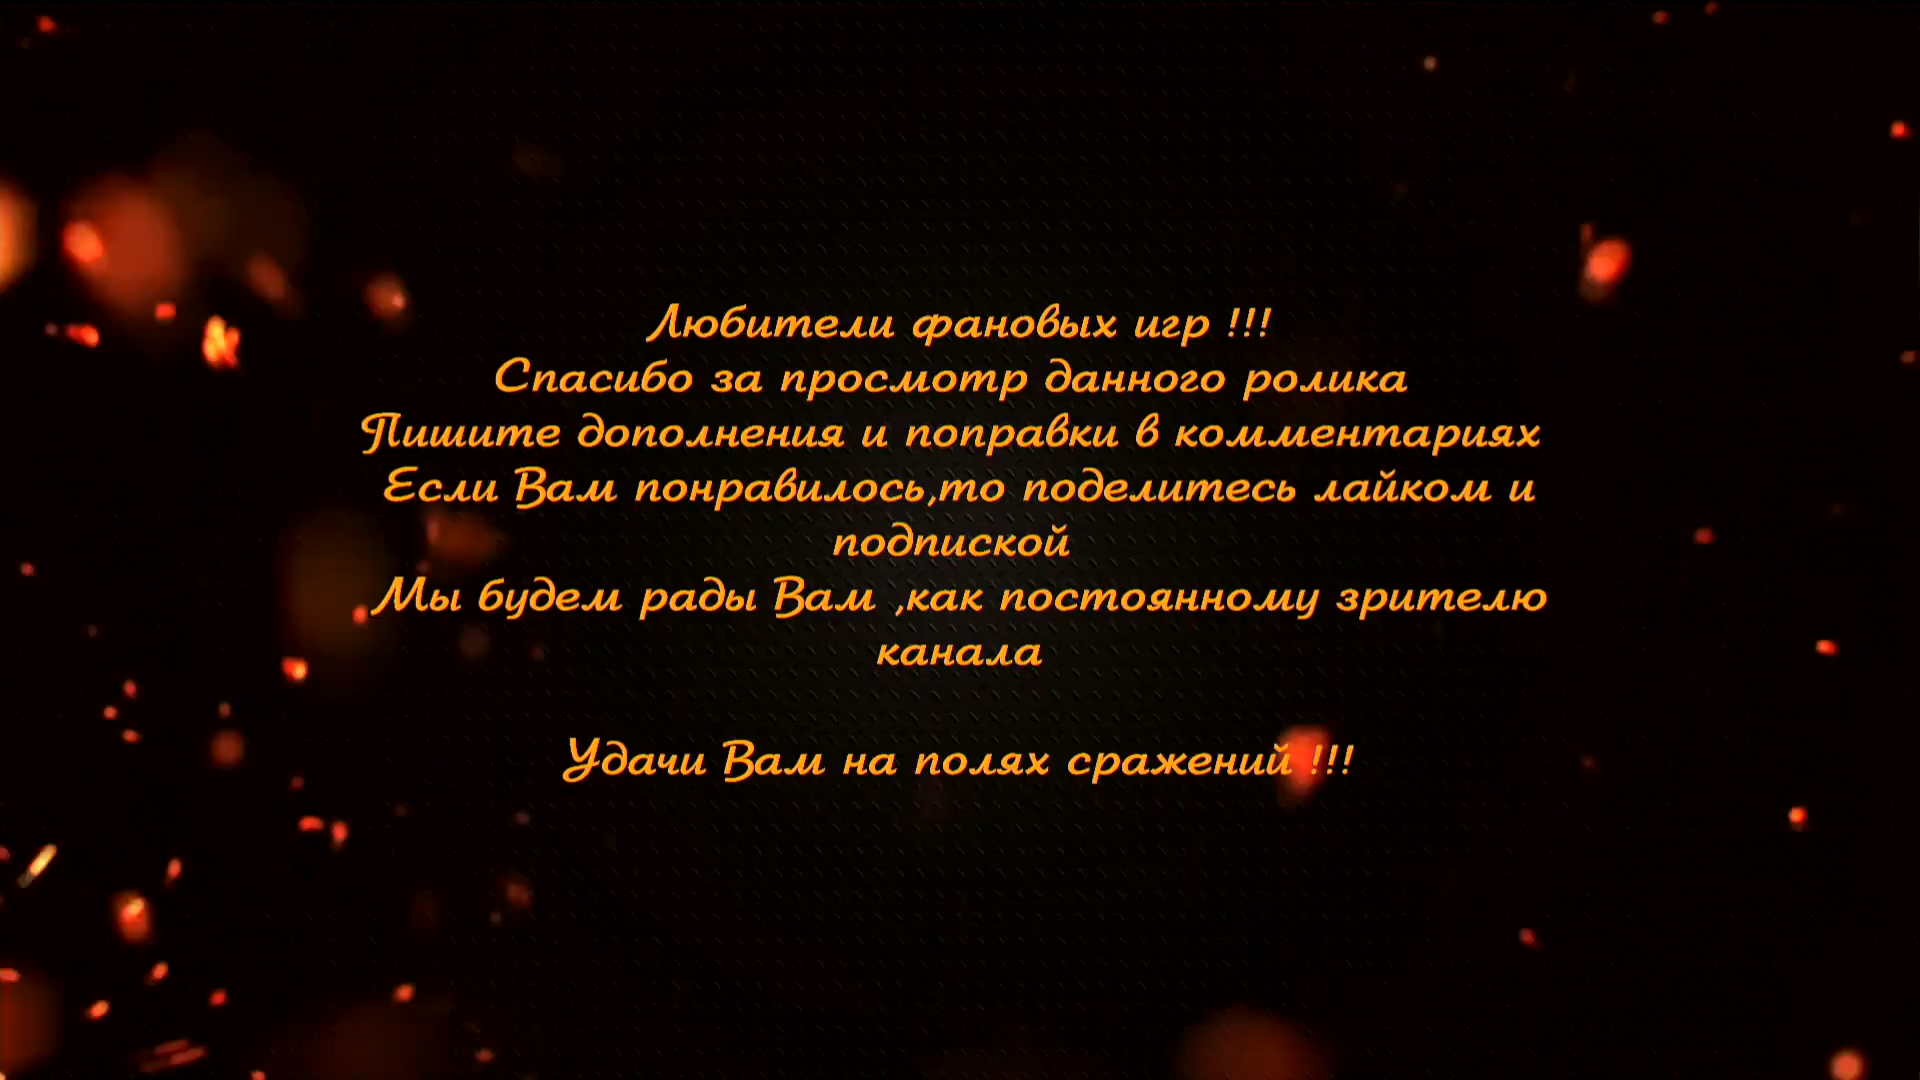 Любители фановых игр !!!
Спасибо за просмотр данного ролика
Пишите дополнения и поправки в комментариях
Если Вам понравилось,то поделитесь лайком и
подпиской
Мы будем рады Вам ,как постоянному зрителю
канала
Удачи Вам на полях сражений !!!